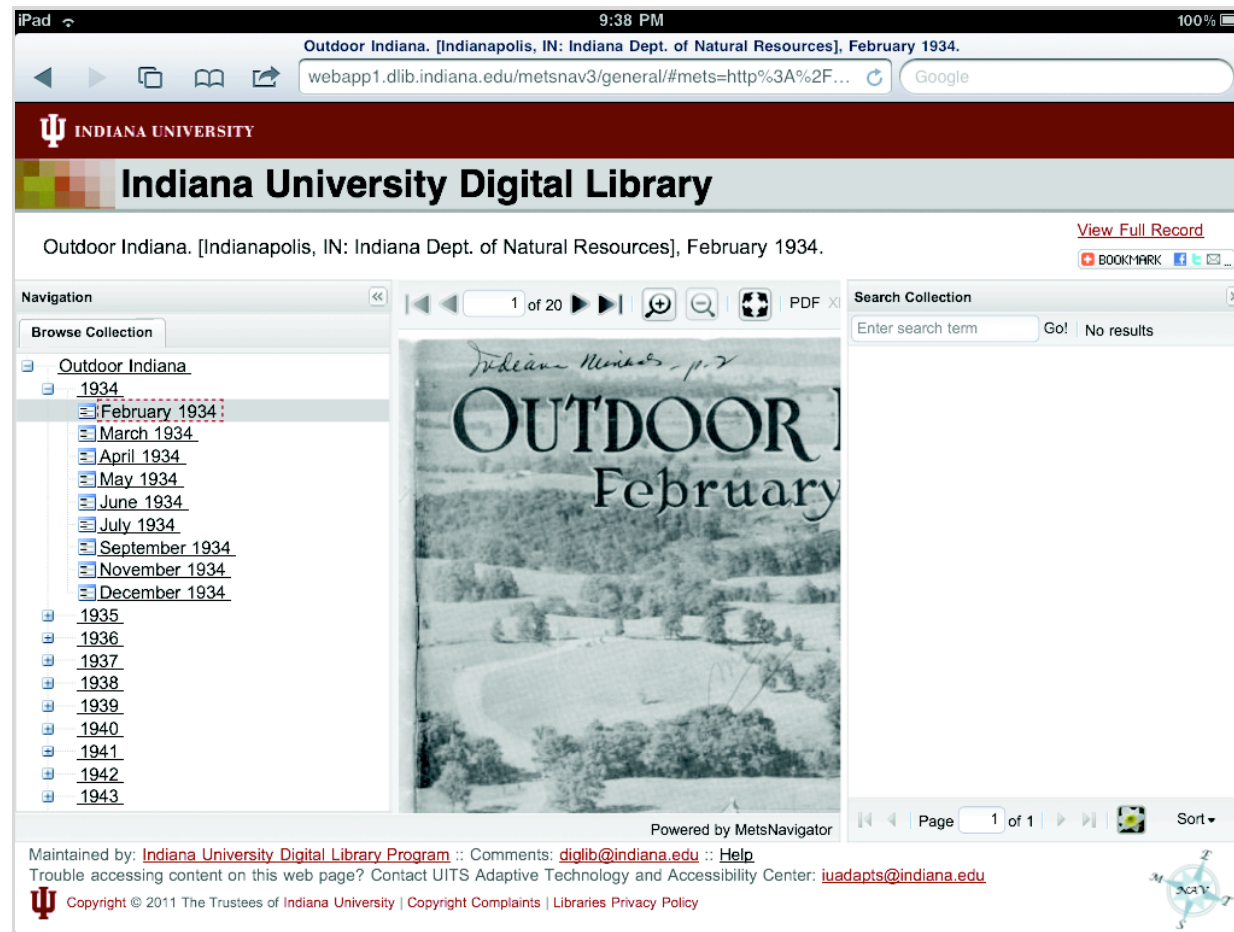 iPad 9:38 PM 100%
Outdoor Indiana. [Indianapolis, IN: Indiana Dept. of Natural Resources], February 1934.
webapp1.dlib.indiana.edu/metsnav3/general/#mets=http%3A%2F... Google
INDIANA UNIVERSITY
Indiana University Digital Library
Outdoor Indiana. [Indianapolis, IN: Indiana Dept. of Natural Resources], February 1934.
View Full Record
BOOKMARK
Navigation
Browse Collection
Outdoor Indiana
1934
February 1934
March 1934
April 1934
May 1934
June 1934
July 1934
September 1934
November 1934
December 1934
1935
1936
1937
1938
1939
1940
1941
1942
1943
1 of 20 PDF
Indiana p-2
OUTDOOR
February
Powered by MetsNavigator
Search Collection
Enter search term Go! No results
Page 1 of 1 Sort
Maintained by: Indiana University Digital Library Program :: Comments: diglib@indiana.edu :: Help
Trouble accessing content on this web page? Contact UITS Adaptive Technology and Accessibility Center: iuadapts@indiana.edu
Copyright © 2011 The Trustees of Indiana University | Copyright Complaints | Libraries Privacy Policy
M E T S NAV